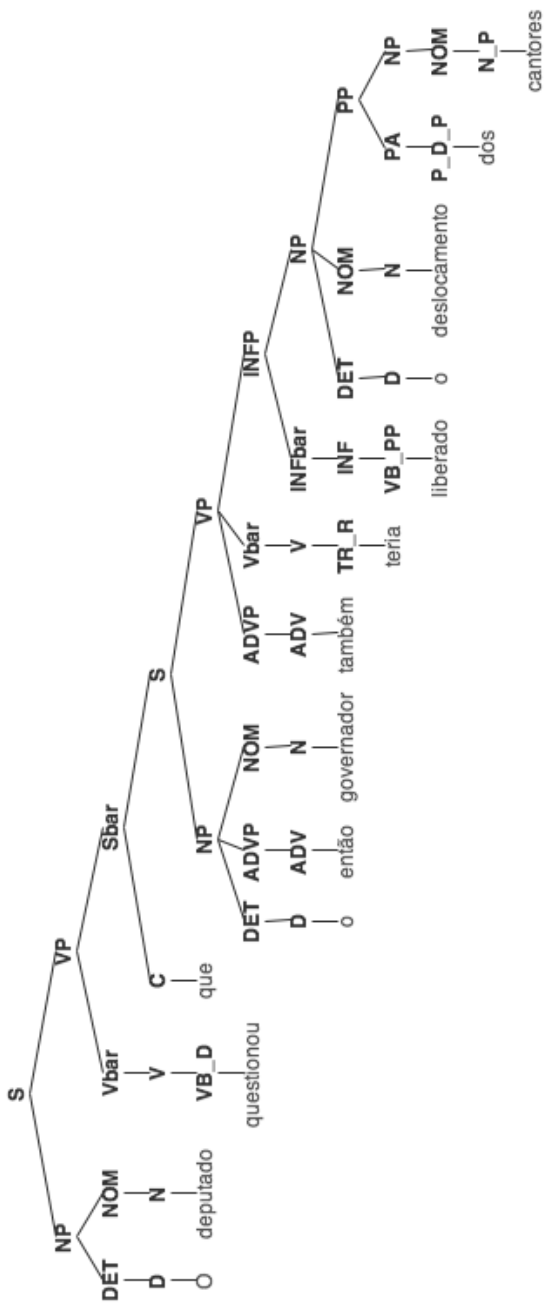 S
NP VP
DET NOM Vbar Sbar
D N V C S
O deputado VB_D que NP VP
questionou DET ADVP NOM ADVP Vbar INFP
D ADV N ADV V INFbar NP
o então governador também TR_R INF DET NOM PP
teria VB_PP D N PA NP
liberado o deslocamento P_D_P NOM
dos N_P
cantores